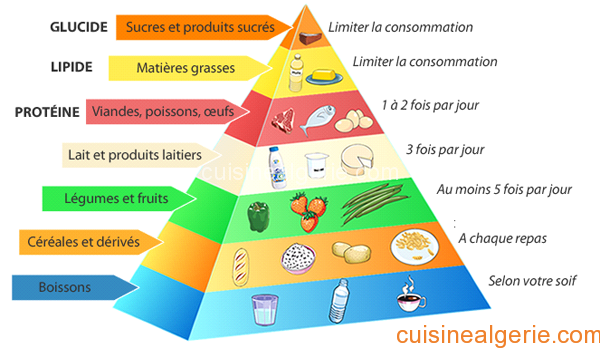 GLUCIDE Sucres et produits sucrés Limiter la consommation
LIPIDE Matières grasses Limiter la consommation
PROTÉINE Viandes, poissons, œufs 1 à 2 fois par jour
Lait et produits laitiers 3 fois par jour
cuisinealgerie.com
Légumes et fruits Au moins 5 fois par jour
Céréales et dérivés A chaque repas
Boissons Selon votre soif
cuisinealgerie.com